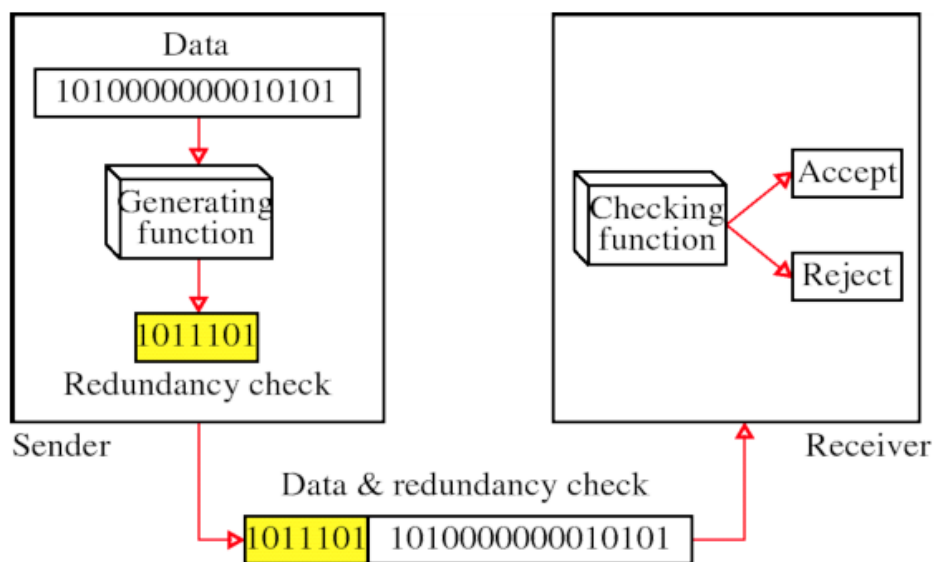 Data
1010000000010101
Generating
function
1011101
Redundancy check
Sender
Checking
function
Accept
Reject
Receiver
Data & redundancy check
1011101 1010000000010101